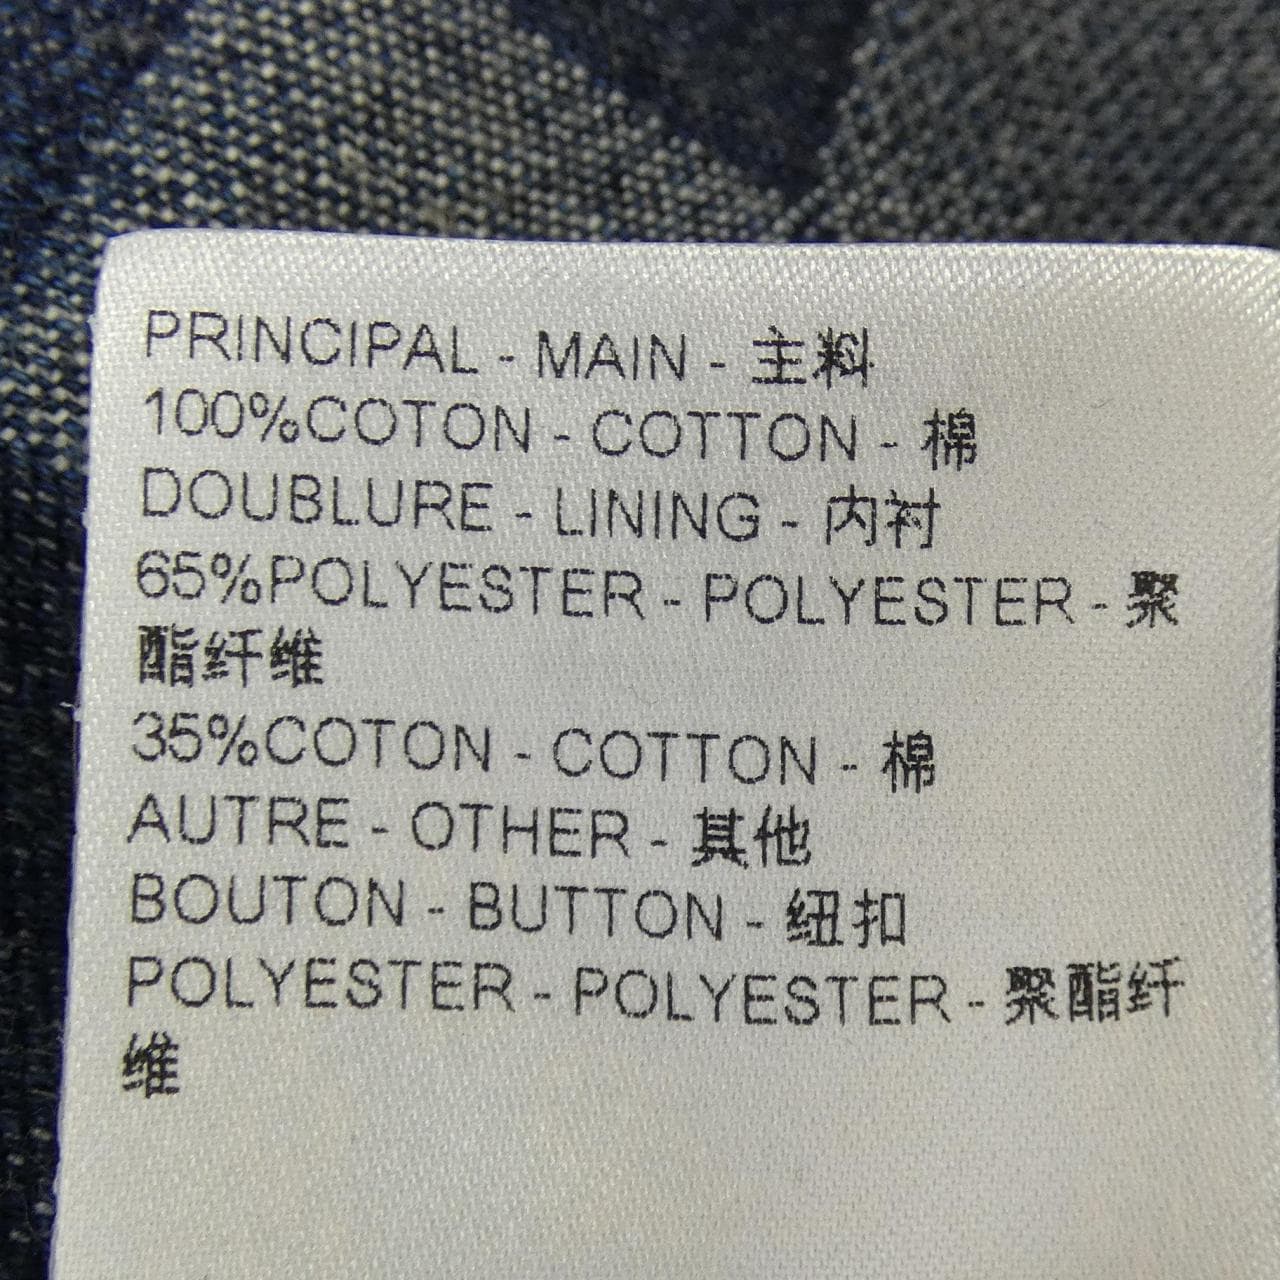 PRINCIPAL - MAIN - 主料
100%COTON - COTTON - 棉
DOUBLURE - LINING - 内衬
65%POLYESTER - POLYESTER - 聚
酯纤维
35%COTON - COTTON - 棉
AUTRE - OTHER - 其他
BOUTON - BUTTON - 纽扣
POLYESTER - POLYESTER - 聚酯纤
维